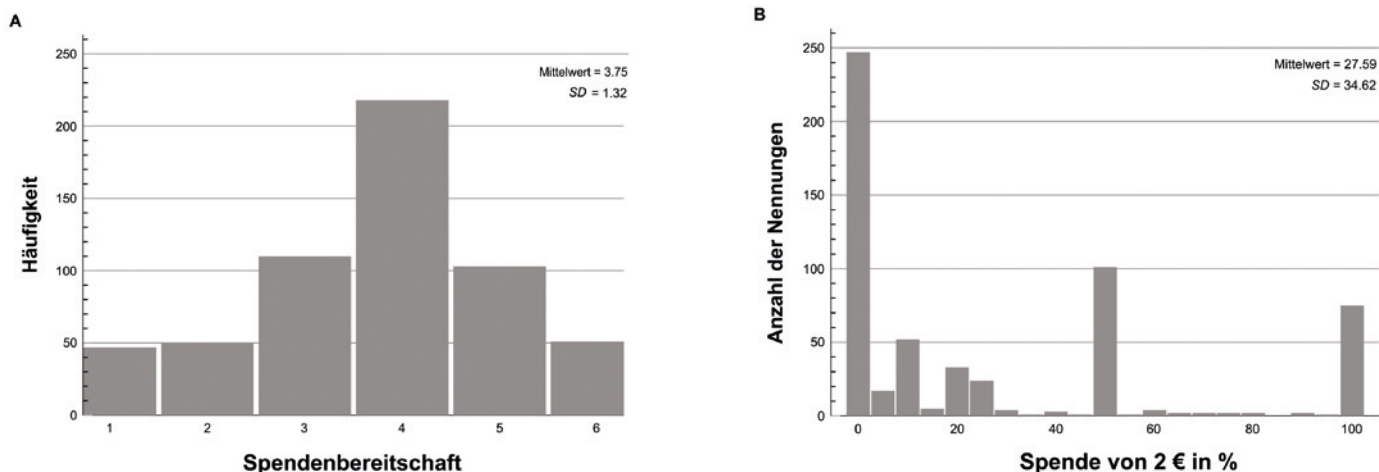 A
250
200
150
100
50
0
Häufigkeit
Mittelwert = 3.75
SD = 1.32
1 2 3 4 5 6
Spendenbereitschaft
B
250
200
150
100
50
0
Anzahl der Nennungen
Mittelwert = 27.59
SD = 34.62
0 20 40 60 80 100
Spende von 2 € in %